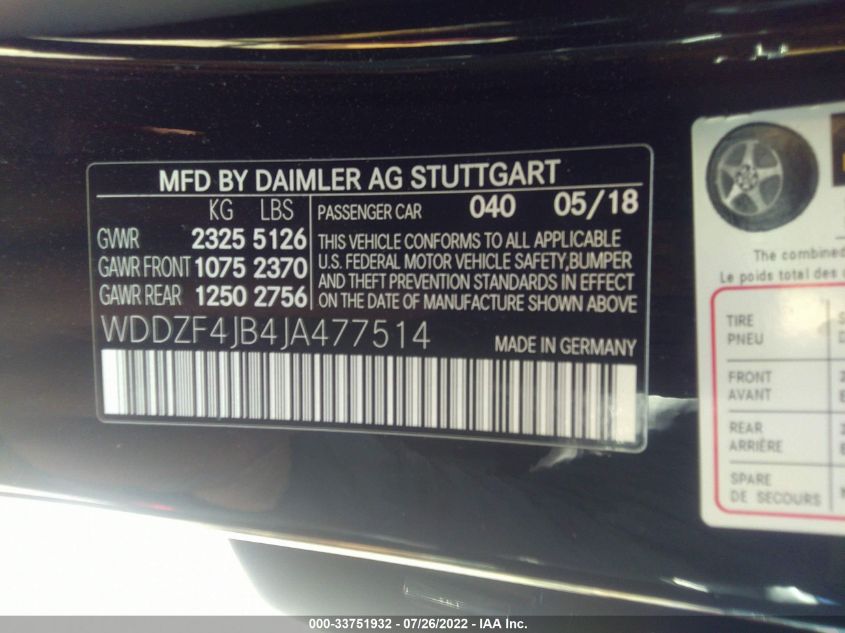 MFD BY DAIMLER AG STUTTGART
KG LBS
GVWR 2325 5126
GAWR FRONT 1075 2370
GAWR REAR 1250 2756
PASSENGER CAR 040 05/18
THIS VEHICLE CONFORMS TO ALL APPLICABLE
U.S. FEDERAL MOTOR VEHICLE SAFETY,BUMPER
AND THEFT PREVENTION STANDARDS IN EFFECT
ON THE DATE OF MANUFACTURE SHOWN ABOVE
WDDZF4JB4JA477514
MADE IN GERMANY
The combined
Le poids total des
TIRE
PNEU
FRONT
AVANT
REAR
ARRIÈRE
SPARE
DE SECOURS
000-33751932 - 07/26/2022 - IAA Inc.